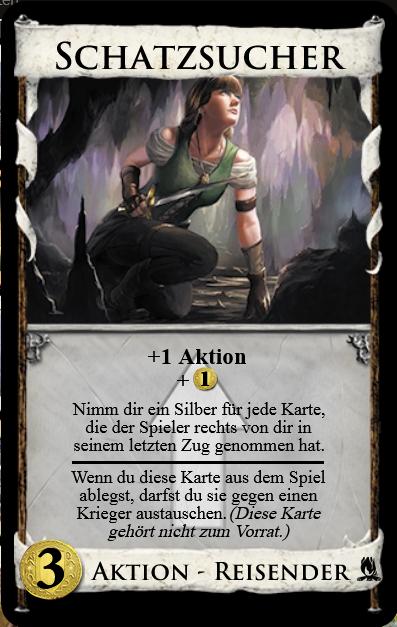 SCHATZSUCHER
+1 Aktion
+ 1
Nimm dir ein Silber für jede Karte,
die der Spieler rechts von dir in
seinem letzten Zug genommen hat.
Wenn du diese Karte aus dem Spiel
ablegst, darfst du sie gegen einen
Krieger austauschen. (Diese Karte
gehört nicht zum Vorrat.)
3 AKTION - REISENDER